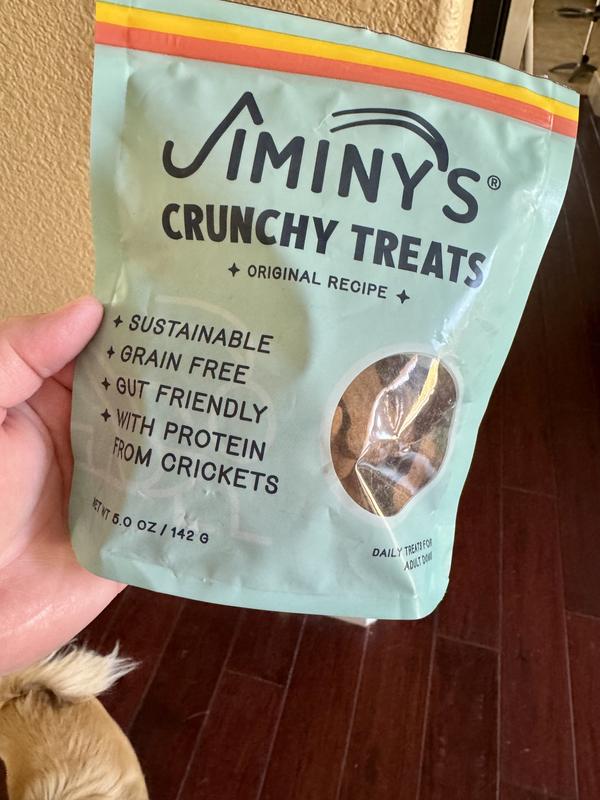 JIMINY'S®
CRUNCHY TREATS
ORIGINAL RECIPE
SUSTAINABLE
GRAIN FREE
GUT FRIENDLY
WITH PROTEIN
FROM CRICKETS
NET WT 5.0 OZ / 142 G
DAILY TREATS FOR
ADULT DOGS